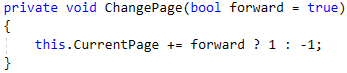 private void ChangePage(bool forward = true)
{
    this.CurrentPage += forward ? 1 : -1;
}